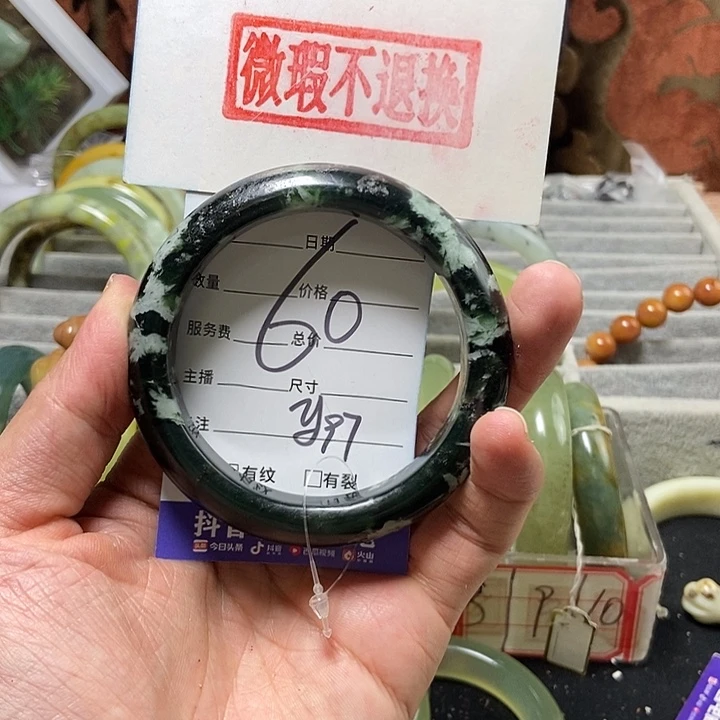 微瑕不退换
日期
数量 价格
60
服务费 总价
主播 尺寸
注 y97
有纹 有裂
抖音
今日头条 抖音 西瓜视频 火山
P 40